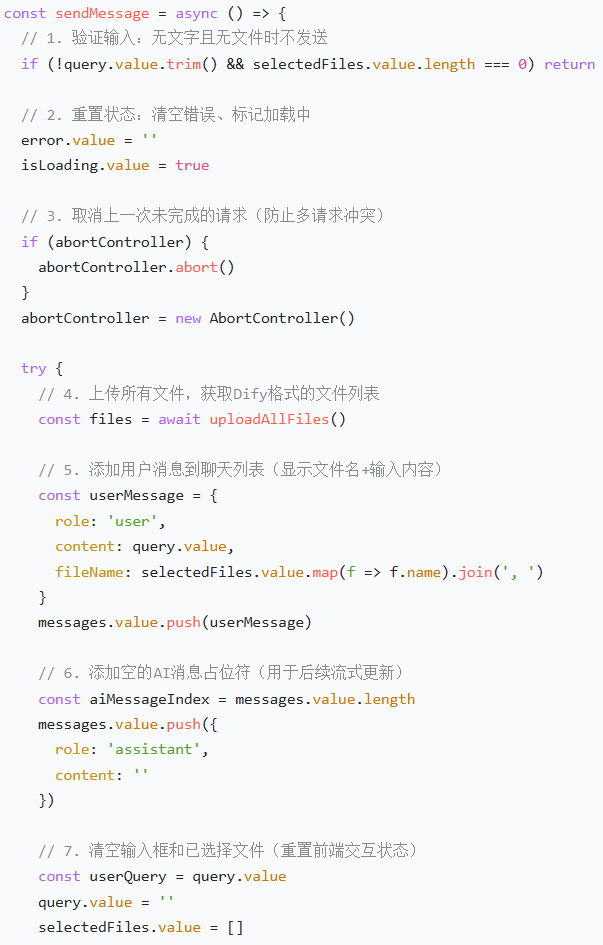 const sendMessage = async () => {
  // 1. 验证输入：无文字且无文件时不发送
  if (!query.value.trim() && selectedFiles.value.length === 0) return

  // 2. 重置状态：清空错误、标记加载中
  error.value = ''
  isLoading.value = true

  // 3. 取消上一次未完成的请求（防止多请求冲突）
  if (abortController) {
    abortController.abort()
  }
  abortController = new AbortController()

  try {
    // 4. 上传所有文件，获取Dify格式的文件列表
    const files = await uploadAllFiles()

    // 5. 添加用户消息到聊天列表（显示文件名+输入内容）
    const userMessage = {
      role: 'user',
      content: query.value,
      fileName: selectedFiles.value.map(f => f.name).join(', ')
    }
    messages.value.push(userMessage)

    // 6. 添加空的AI消息占位符（用于后续流式更新）
    const aiMessageIndex = messages.value.length
    messages.value.push({
      role: 'assistant',
      content: ''
    })

    // 7. 清空输入框和已选择文件（重置前端交互状态）
    const userQuery = query.value
    query.value = ''
    selectedFiles.value = []